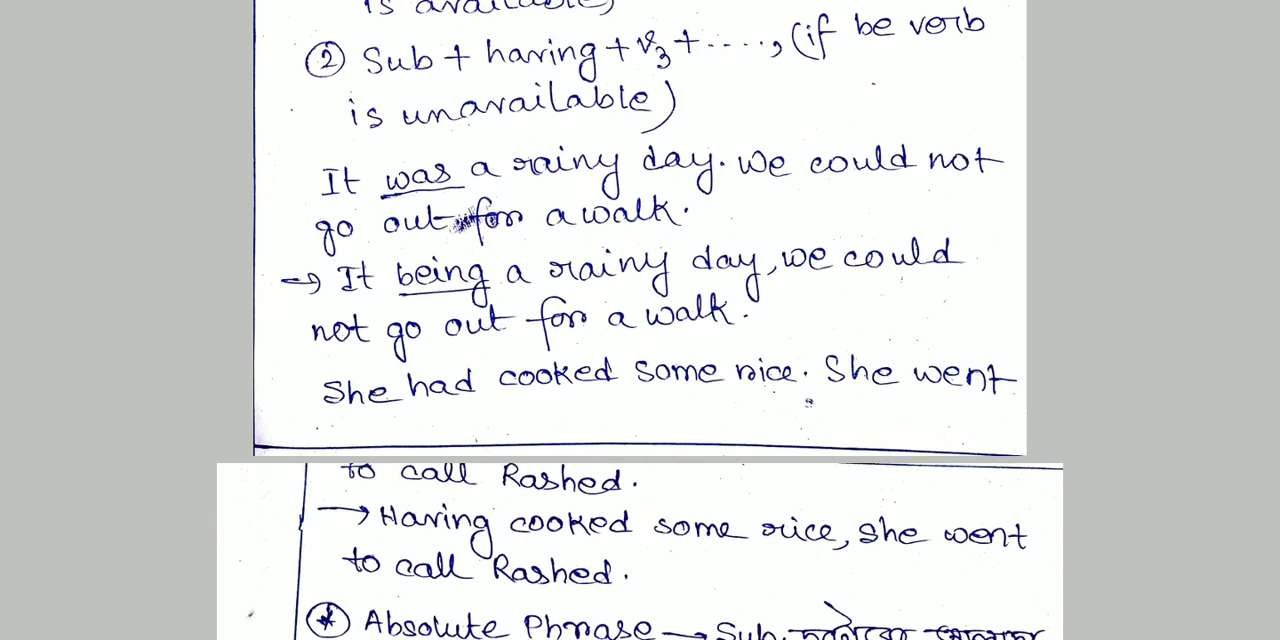 is available)
② Sub + having + v3 + ....., (if be verb
is unavailable)
It was a rainy day. We could not
go out for a walk.
→ It being a rainy day, we could
not go out for a walk.
She had cooked some rice. She went
to call Rashed.
→ Having cooked some rice, she went
to call Rashed.
* Absolute Phrase → Sub.